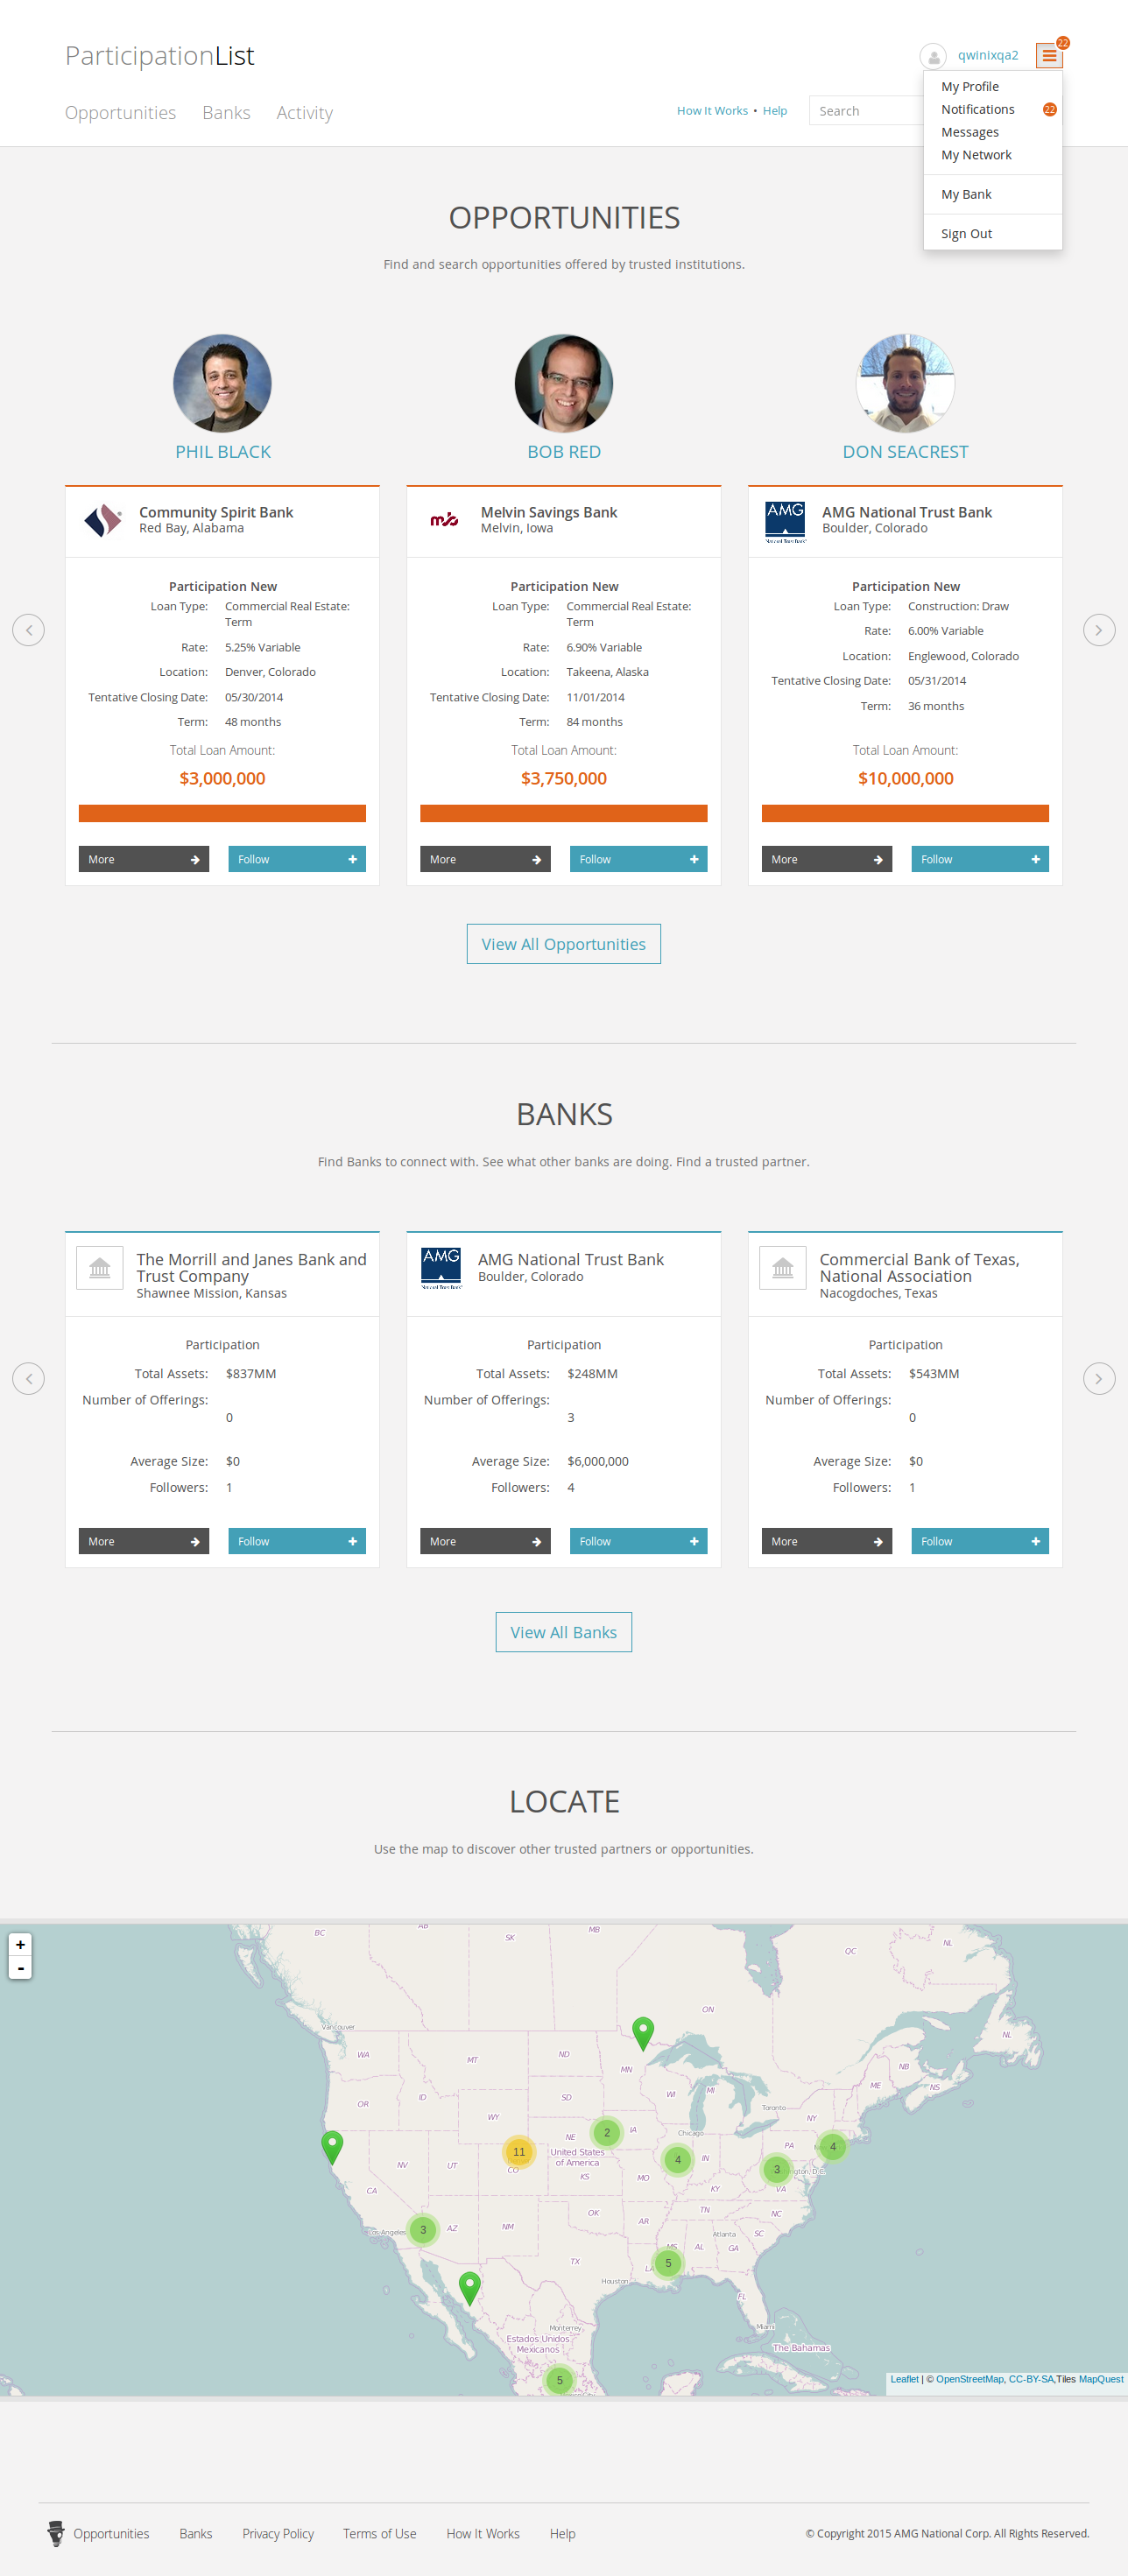 ParticipationList
qwinixqa2
22
Opportunities Banks Activity
How It Works • Help
Search
My Profile
Notifications 22
Messages
My Network
My Bank
Sign Out
OPPORTUNITIES
Find and search opportunities offered by trusted institutions.
PHIL BLACK
Community Spirit Bank
Red Bay, Alabama
Participation New
Loan Type: Commercial Real Estate:
Term
Rate: 5.25% Variable
Location: Denver, Colorado
Tentative Closing Date: 05/30/2014
Term: 48 months
Total Loan Amount:
$3,000,000
More
Follow
BOB RED
msb
Melvin Savings Bank
Melvin, Iowa
Participation New
Loan Type: Commercial Real Estate:
Term
Rate: 6.90% Variable
Location: Takeena, Alaska
Tentative Closing Date: 11/01/2014
Term: 84 months
Total Loan Amount:
$3,750,000
More
Follow
DON SEACREST
AMG
National Trust Bank
AMG National Trust Bank
Boulder, Colorado
Participation New
Loan Type: Construction: Draw
Rate: 6.00% Variable
Location: Englewood, Colorado
Tentative Closing Date: 05/31/2014
Term: 36 months
Total Loan Amount:
$10,000,000
More
Follow
View All Opportunities
BANKS
Find Banks to connect with. See what other banks are doing. Find a trusted partner.
The Morrill and Janes Bank and
Trust Company
Shawnee Mission, Kansas
Participation
Total Assets: $837MM
Number of Offerings:
0
Average Size: $0
Followers: 1
More
Follow
AMG
National Trust Bank
AMG National Trust Bank
Boulder, Colorado
Participation
Total Assets: $248MM
Number of Offerings:
3
Average Size: $6,000,000
Followers: 4
More
Follow
Commercial Bank of Texas,
National Association
Nacogdoches, Texas
Participation
Total Assets: $543MM
Number of Offerings:
0
Average Size: $0
Followers: 1
More
Follow
View All Banks
LOCATE
Use the map to discover other trusted partners or opportunities.
+
-
BC AB SK MB
QC NL
ON
Vancouver
NL
WA MT ND MN
WI MI NB
ME NS
OR ID SD
Toronto
WY NY
NE 2 IA Chicago
11 United States
of America
4 IN PA 4
NV UT CO KS MO 3
KY VA
CA
OK TN NC
3 Los Angeles AZ NM AR Atlanta SC
MS AL GA
TX LA 5
Houston
FL
Monterrey Miami
Estados Unidos
Mexicanos
The Bahamas
5
Leaflet | © OpenStreetMap, CC-BY-SA,Tiles MapQuest
Opportunities Banks Privacy Policy Terms of Use How It Works Help
© Copyright 2015 AMG National Corp. All Rights Reserved.